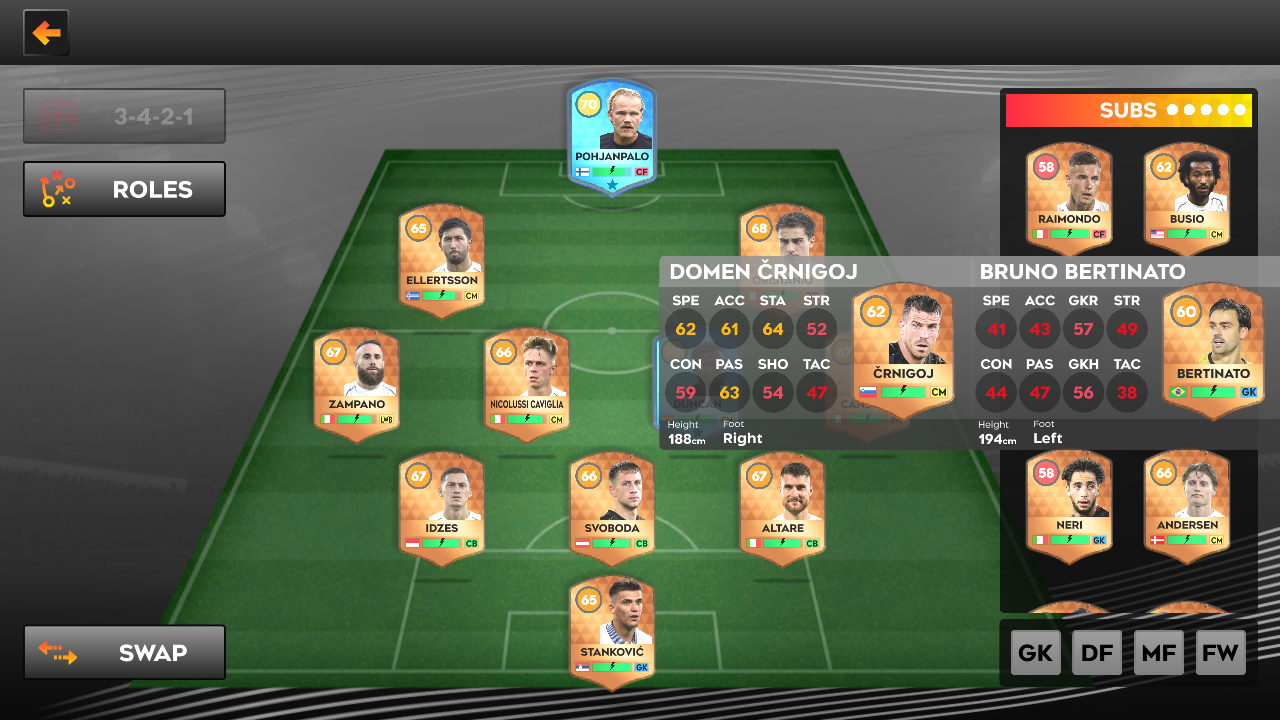 3-4-2-1
ROLES
SWAP
70
POHJANPALO
CF
65
ELLERTSSON
CM
68
ORISTANIO
67
ZAMPANO
LWB
66
NICOLUSSI CAVIGLIA
CM
DUNCAN
67
67
IDZES
CB
66
SVOBODA
CB
67
ALTARE
CB
65
STANKOVIĆ
GK
SUBS
58
RAIMONDO
CF
62
BUSIO
CM
DOMEN ČRNIGOJ
SPE ACC STA STR
62 61 64 52
CON PAS SHO TAC
59 63 54 47
Height Foot
188cm Right
62
ČRNIGOJ
CM
BRUNO BERTINATO
SPE ACC GKR STR
41 43 57 49
CON PAS GKH TAC
44 47 56 38
Height Foot
194cm Left
60
BERTINATO
GK
58
NERI
GK
66
ANDERSEN
CM
GK DF MF FW